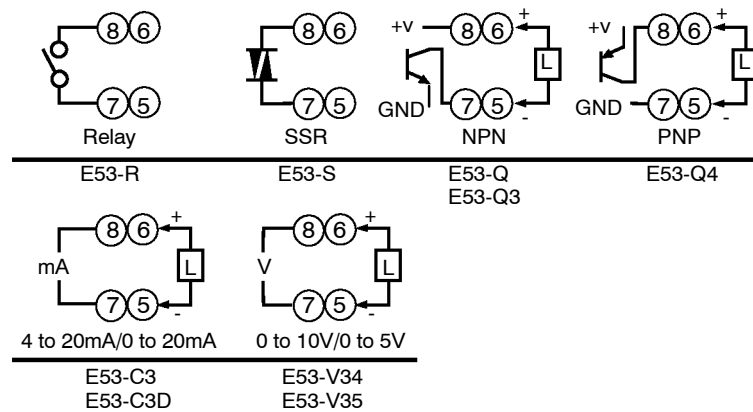 8 6
7 5
Relay
E53-R
8 6
7 5
SSR
E53-S
+v 8 6 +
L
GND 7 5 -
NPN
E53-Q
E53-Q3
+v 8 6 +
L
GND 7 5 -
PNP
E53-Q4
8 6 +
mA L
7 5 -
4 to 20mA/0 to 20mA
E53-C3
E53-C3D
8 6 +
V L
7 5 -
0 to 10V/0 to 5V
E53-V34
E53-V35